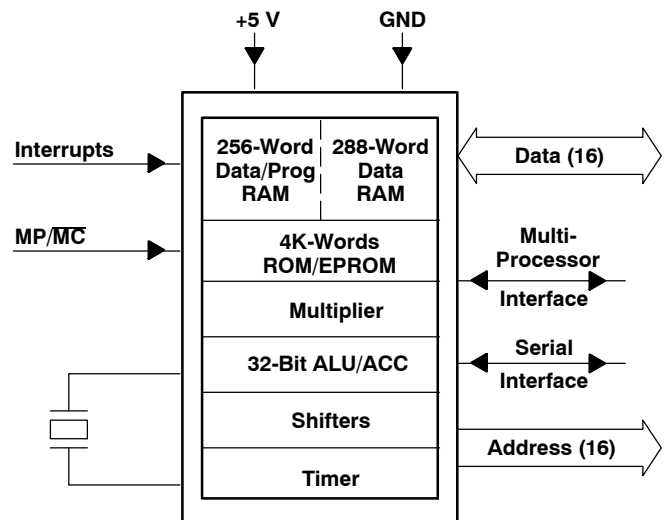 +5 V
GND
Interrupts
256-Word
Data/Prog
RAM
288-Word
Data
RAM
Data (16)
MP/M̅C̅
4K-Words
ROM/EPROM
Multi-
Processor
Interface
Multiplier
32-Bit ALU/ACC
Serial
Interface
Shifters
Address (16)
Timer